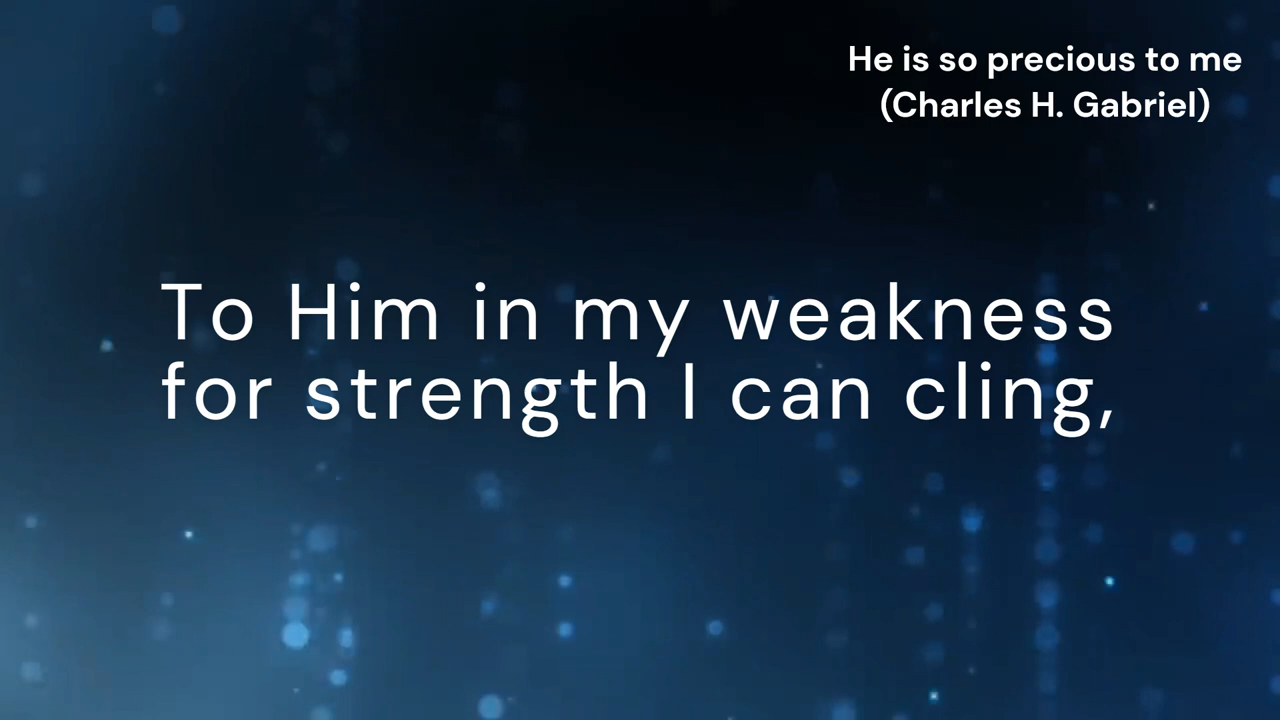 He is so precious to me
(Charles H. Gabriel)
To Him in my weakness
for strength I can cling,